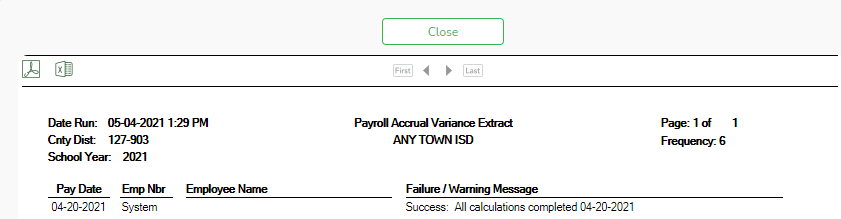 Close
First Last
Date Run: 05-04-2021 1:29 PM Payroll Accrual Variance Extract Page: 1 of 1
Cnty Dist: 127-903 ANY TOWN ISD Frequency: 6
School Year: 2021
Pay Date Emp Nbr Employee Name Failure / Warning Message
04-20-2021 System Success: All calculations completed 04-20-2021